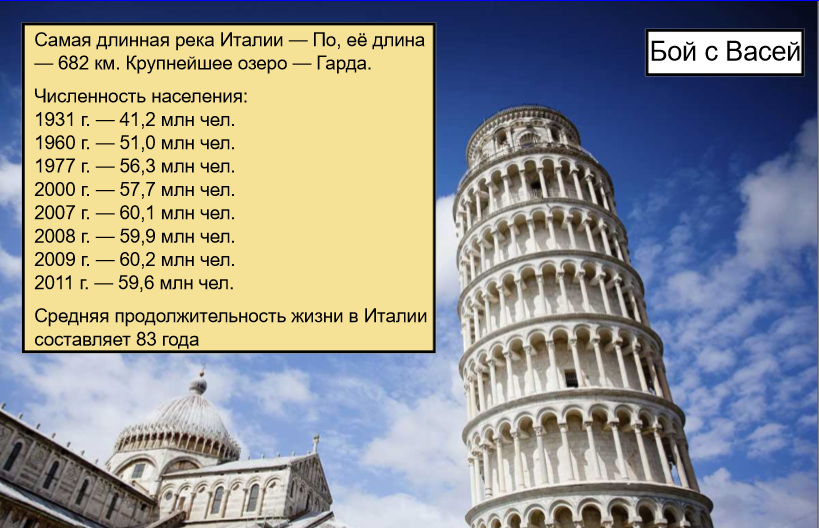 Самая длинная река Италии — По, её длина
— 682 км. Крупнейшее озеро — Гарда.
Численность населения:
1931 г. — 41,2 млн чел.
1960 г. — 51,0 млн чел.
1977 г. — 56,3 млн чел.
2000 г. — 57,7 млн чел.
2007 г. — 60,1 млн чел.
2008 г. — 59,9 млн чел.
2009 г. — 60,2 млн чел.
2011 г. — 59,6 млн чел.
Средняя продолжительность жизни в Италии
составляет 83 года
Бой с Васей